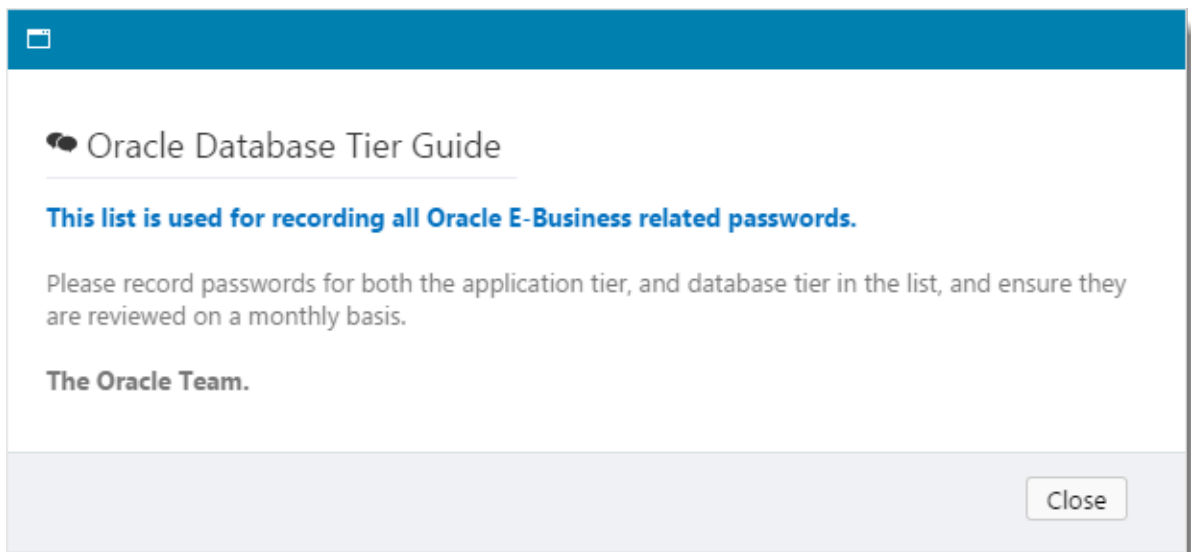 Oracle Database Tier Guide
This list is used for recording all Oracle E-Business related passwords.
Please record passwords for both the application tier, and database tier in the list, and ensure they
are reviewed on a monthly basis.
The Oracle Team.
Close